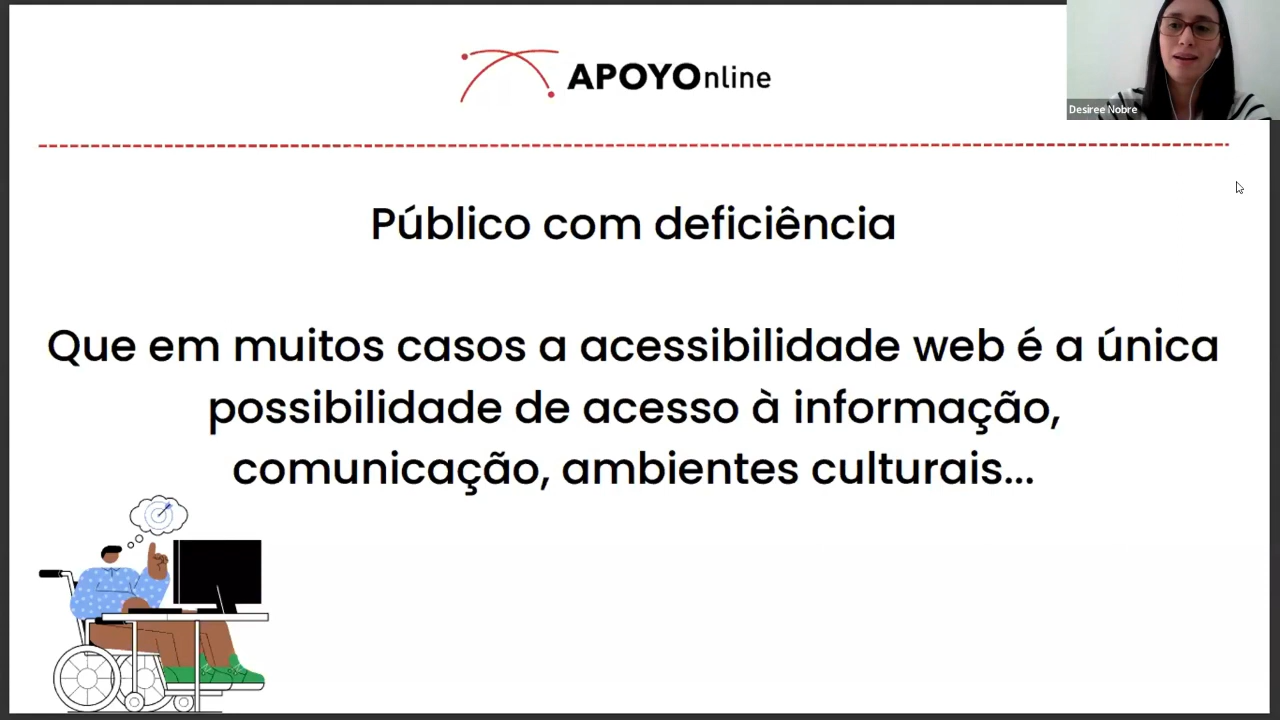 APOYOnline
Desiree Nobre
Público com deficiência
Que em muitos casos a acessibilidade web é a única
possibilidade de acesso à informação,
comunicação, ambientes culturais...